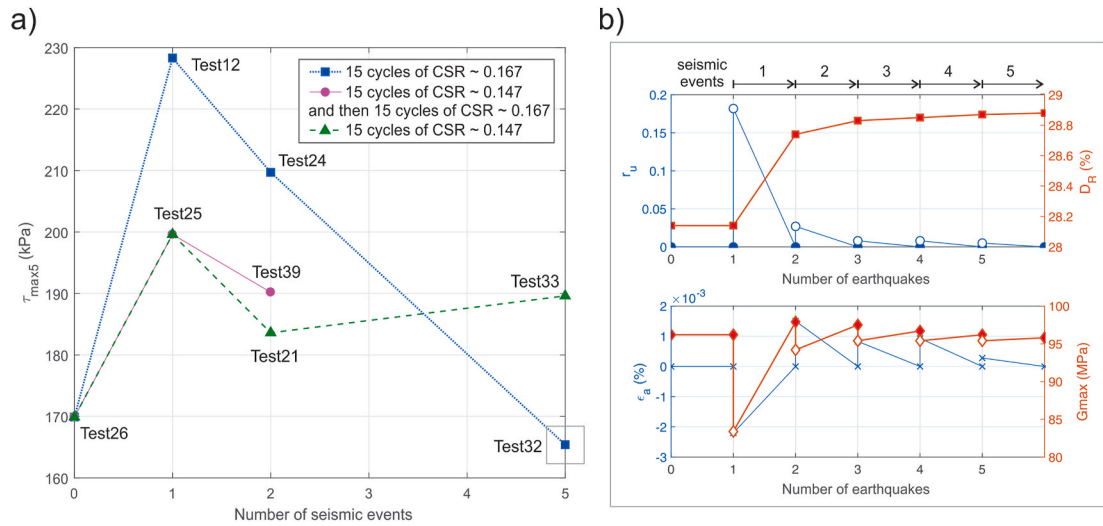 a)
230
220
210
200
190
180
170
160
τmax5 (kPa)
0 1 2 3 4 5
Number of seismic events
Test12
Test24
Test25
Test39
Test21
Test33
Test26
Test32
15 cycles of CSR ~ 0.167
15 cycles of CSR ~ 0.147
and then 15 cycles of CSR ~ 0.167
15 cycles of CSR ~ 0.147
b)
seismic
events
1 2 3 4 5
0.2
0.15
0.1
0.05
0
ru
29
28.8
28.6
28.4
28.2
28
DR (%)
0 1 2 3 4 5
Number of earthquakes
×10-3
2
1
0
-1
-2
-3
ϵa (%)
100
95
90
85
80
Gmax (MPa)
0 1 2 3 4 5
Number of earthquakes